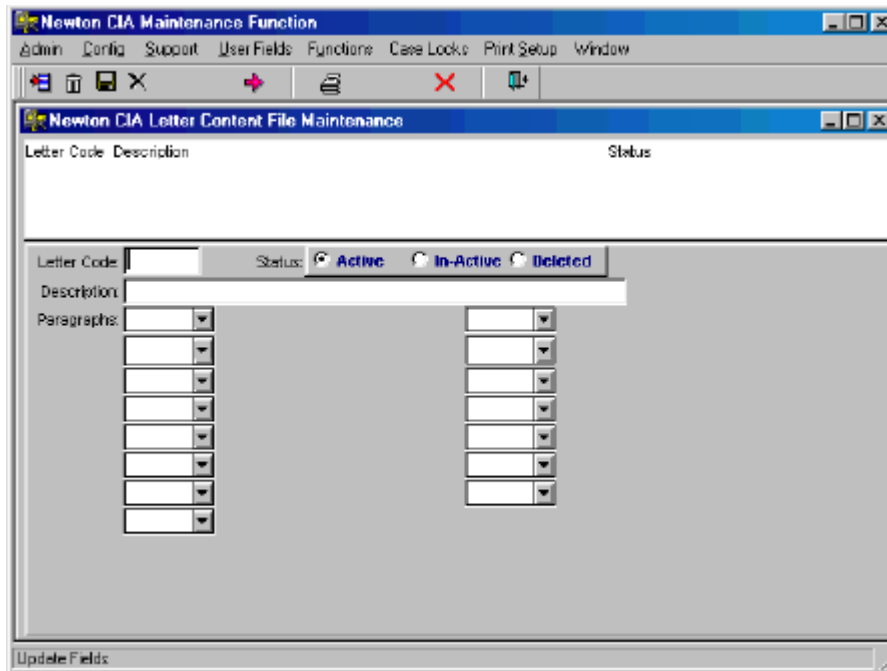 Newton CIA Maintenance Function
Admin Config Support User Fields Functions Case Locks Print Setup Window
Newton CIA Letter Content File Maintenance
Letter Code Description Status
Letter Code: Status: Active In-Active Deleted
Description:
Paragraphs:
Update Fields